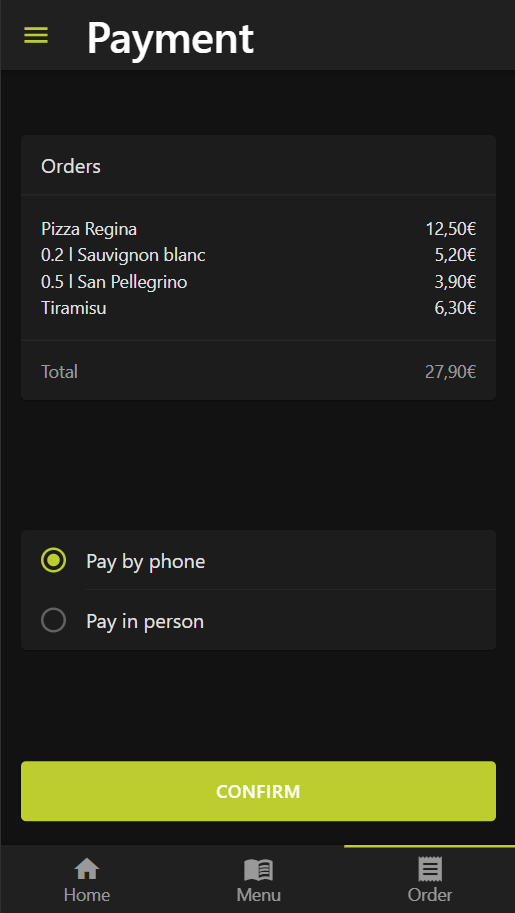 Payment
Orders
Pizza Regina 12,50€
0.2 l Sauvignon blanc 5,20€
0.5 l San Pellegrino 3,90€
Tiramisu 6,30€
Total 27,90€
Pay by phone
Pay in person
CONFIRM
Home Menu Order